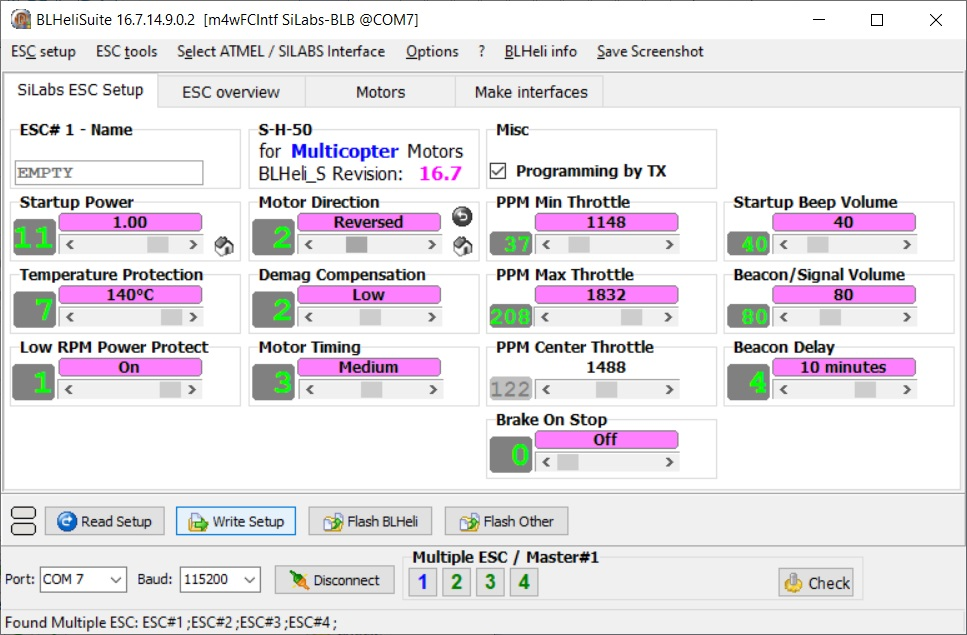 BLHeliSuite 16.7.14.9.0.2  [m4wFCIntf SiLabs-BLB @COM7]
ESC setup ESC tools Select ATMEL / SILABS Interface Options ? BLHeli info Save Screenshot
SiLabs ESC Setup ESC overview Motors Make interfaces
ESC# 1 - Name
EMPTY
S-H-50
for Multicopter Motors
BLHeli_S Revision: 16.7
Misc
Programming by TX
Startup Power
1.00
11
Motor Direction
Reversed
2
PPM Min Throttle
1148
37
Startup Beep Volume
40
40
Temperature Protection
140°C
7
Demag Compensation
Low
2
PPM Max Throttle
1832
208
Beacon/Signal Volume
80
80
Low RPM Power Protect
On
1
Motor Timing
Medium
3
PPM Center Throttle
1488
122
Beacon Delay
10 minutes
4
Brake On Stop
Off
0
Read Setup Write Setup Flash BLHeli Flash Other
Multiple ESC / Master#1
Port: COM 7 Baud: 115200 Disconnect 1 2 3 4 Check
Found Multiple ESC: ESC#1 ;ESC#2 ;ESC#3 ;ESC#4 ;